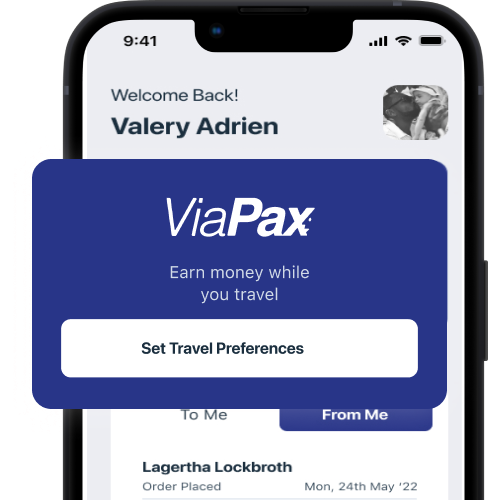 9:41
Welcome Back!
Valery Adrien
ViaPax
Earn money while
you travel
Set Travel Preferences
To Me
From Me
Lagertha Lockbroth
Order Placed
Mon, 24th May ‘22